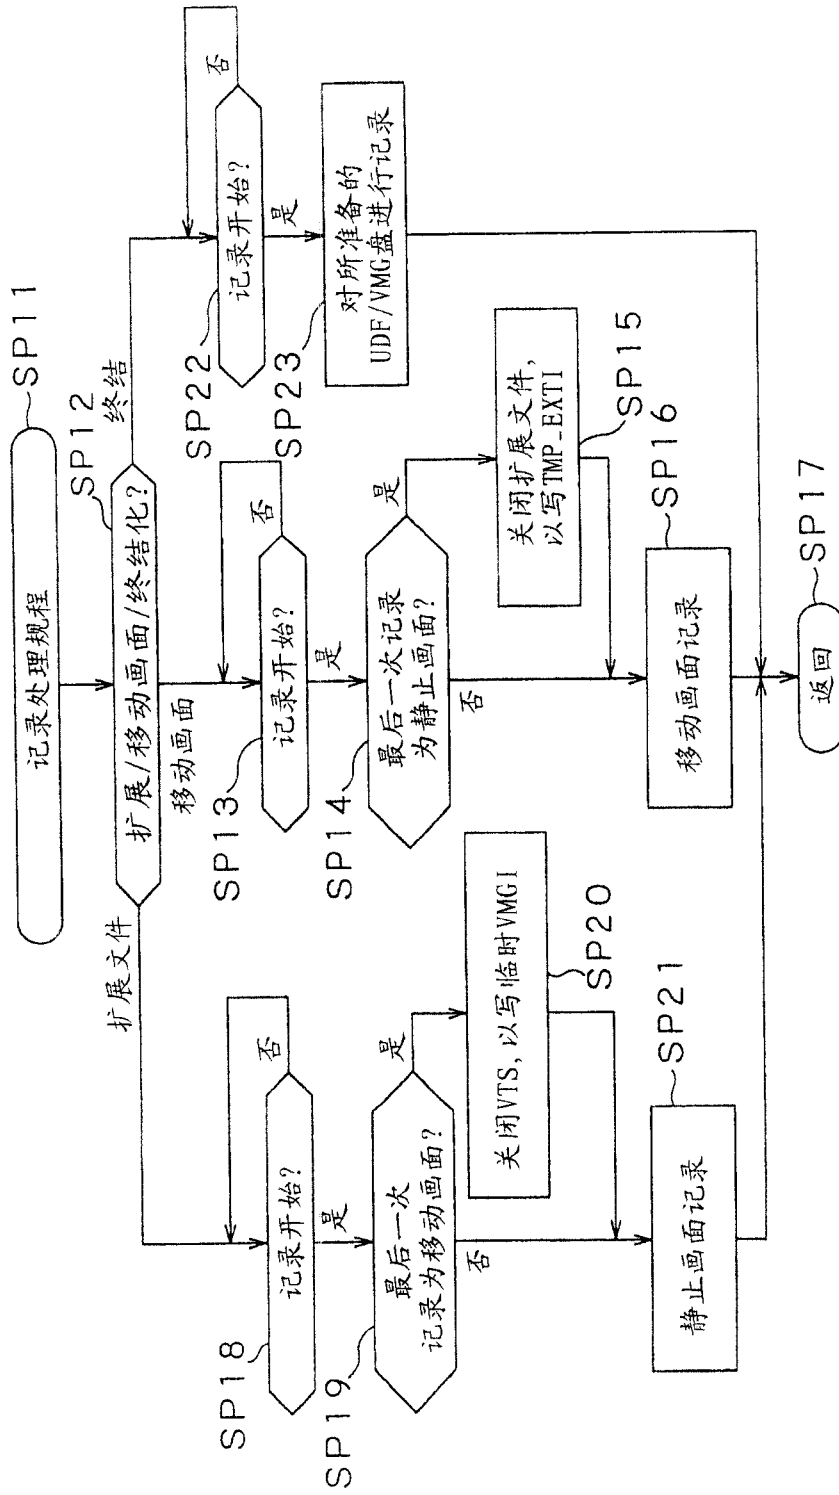 记录处理规程
SP11
扩展/移动画面/终结化?
SP12
扩展文件
移动画面
终结
记录开始?
SP18
否
是
最后一次
记录为移动画面?
SP19
是
否
关闭VTS, 以写临时VMGI
SP20
静止画面记录
SP21
记录开始?
SP13
否
是
最后一次记录
为静止画面?
SP14
是
否
关闭扩展文件,
以写TMP_EXTI
SP15
移动画面记录
SP16
记录开始?
SP22
否
是
对所准备的
UDF/VMG盘进行记录
SP23
返回
SP17